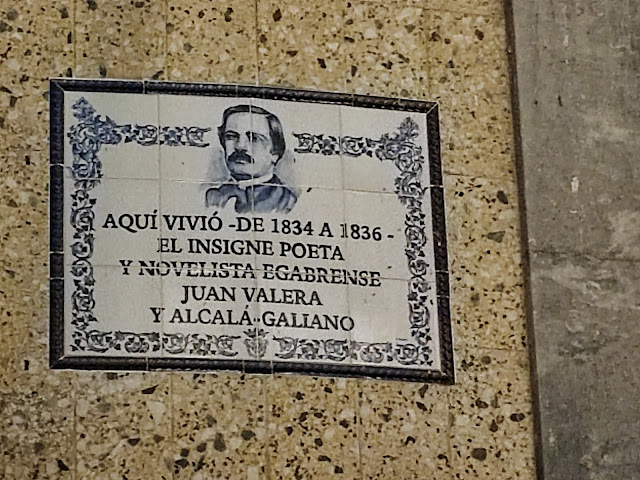 AQUÍ VIVIÓ -DE 1834 A 1836 -
EL INSIGNE POETA
Y NOVELISTA EGABRENSE
JUAN VALERA
Y ALCALÁ-GALIANO